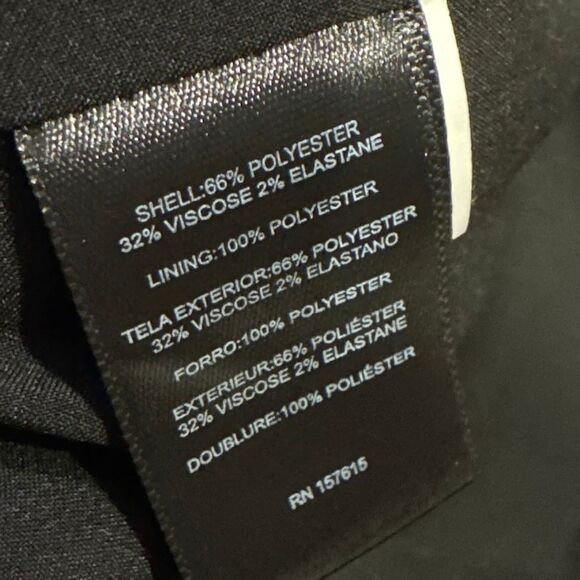 SHELL:66% POLYESTER
32% VISCOSE 2% ELASTANE
LINING:100% POLYESTER
TELA EXTERIOR:66% POLYESTER
32% VISCOSE 2% ELASTANO
FORRO:100% POLYESTER
EXTERIEUR:66% POLIÉSTER
32% VISCOSE 2% ELASTANE
DOUBLURE:100% POLIÉSTER
RN 157615